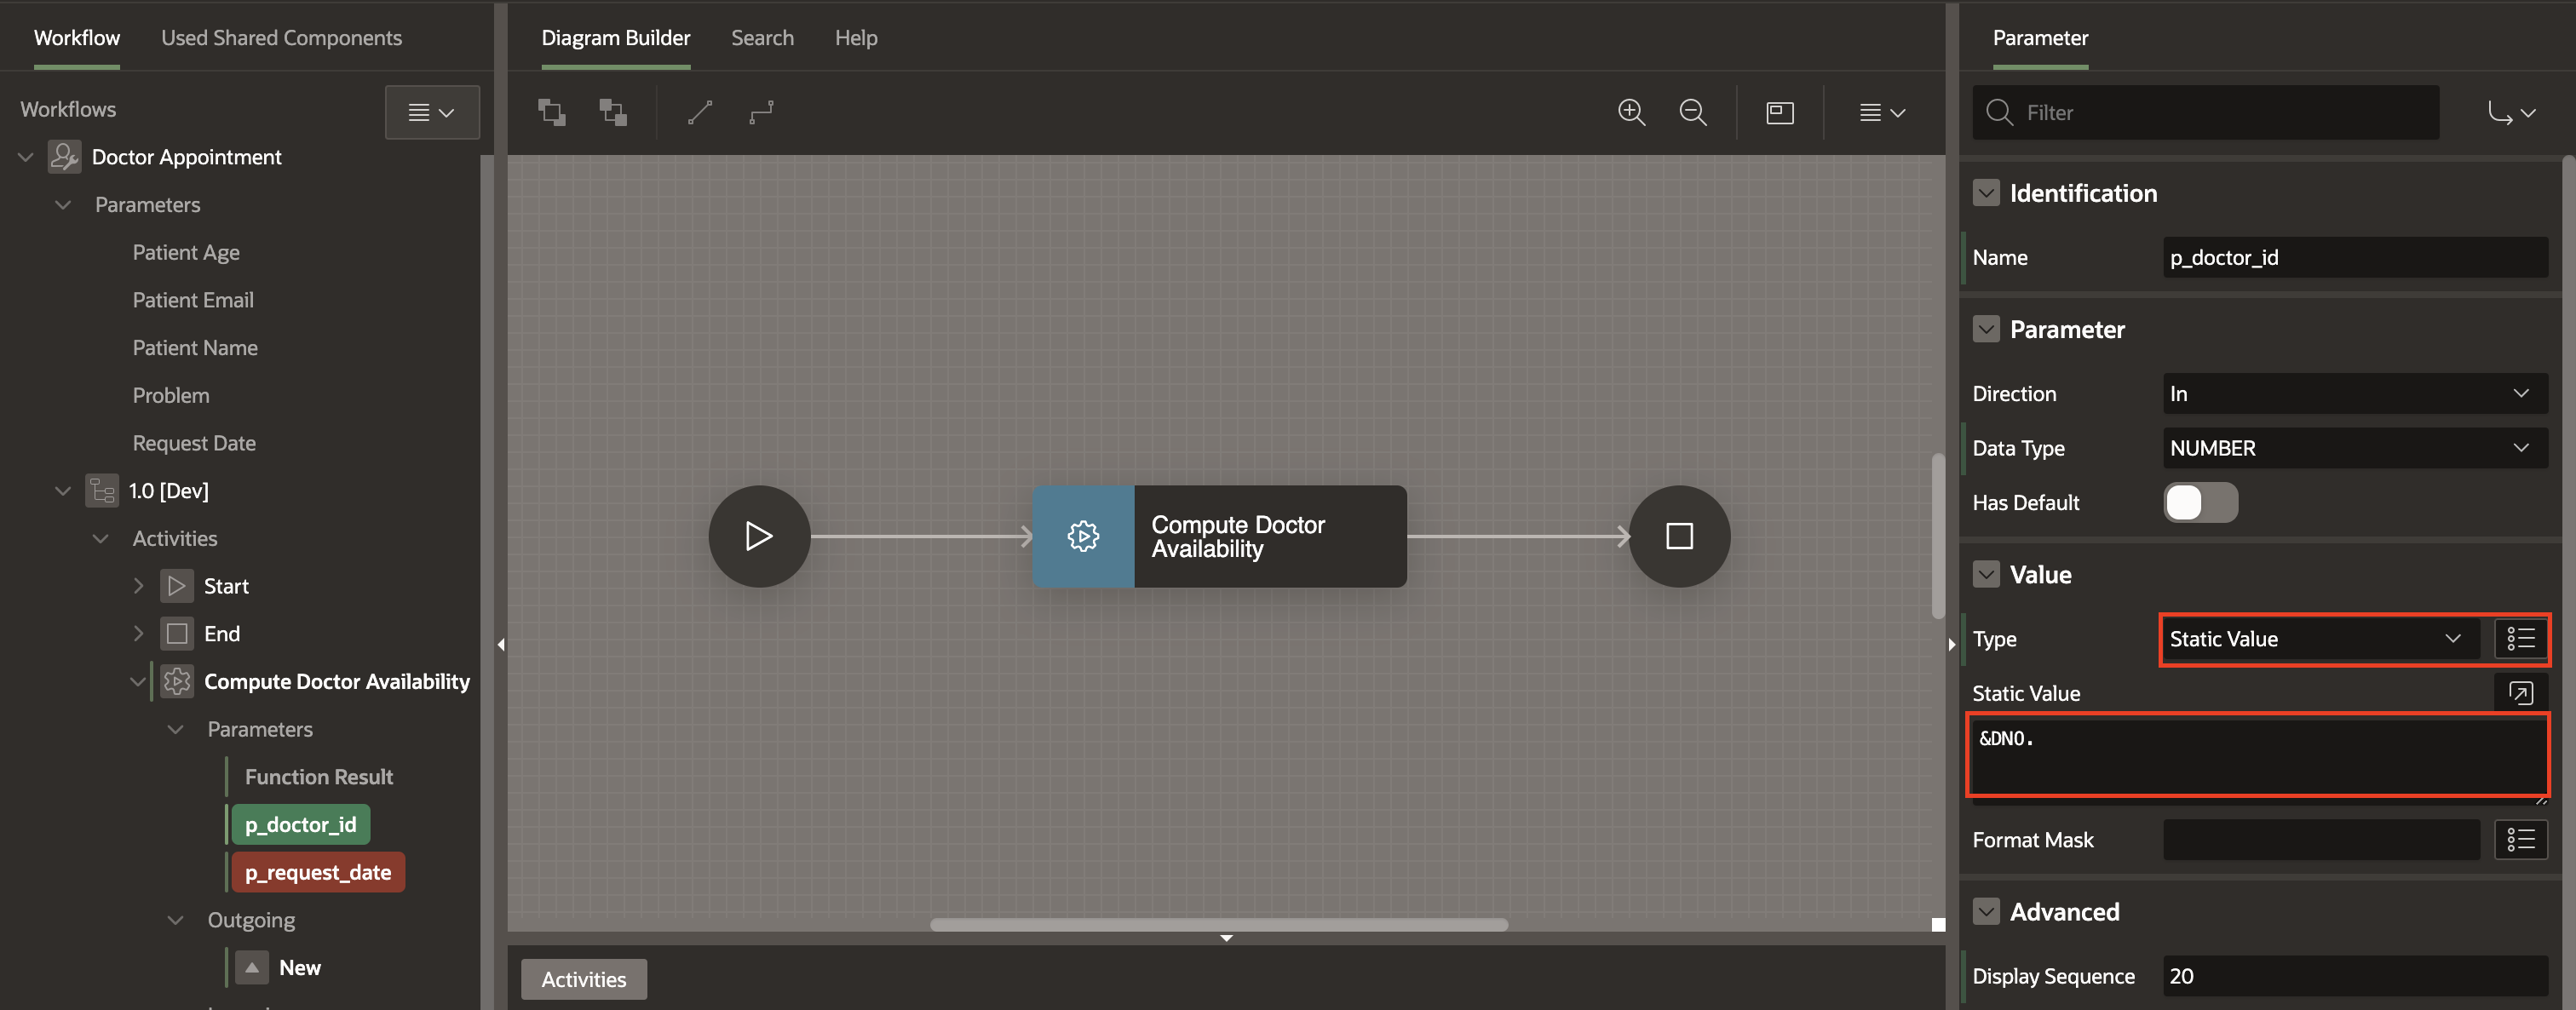 Workflow
Used Shared Components
Workflows
Doctor Appointment
Parameters
Patient Age
Patient Email
Patient Name
Problem
Request Date
1.0 [Dev]
Activities
Start
End
Compute Doctor Availability
Parameters
Function Result
p_doctor_id
p_request_date
Outgoing
New
Diagram Builder
Search
Help
Compute Doctor
Availability
Activities
Parameter
Filter
Identification
Name p_doctor_id
Parameter
Direction In
Data Type NUMBER
Has Default
Value
Type Static Value
Static Value
&DNO.
Format Mask
Advanced
Display Sequence 20